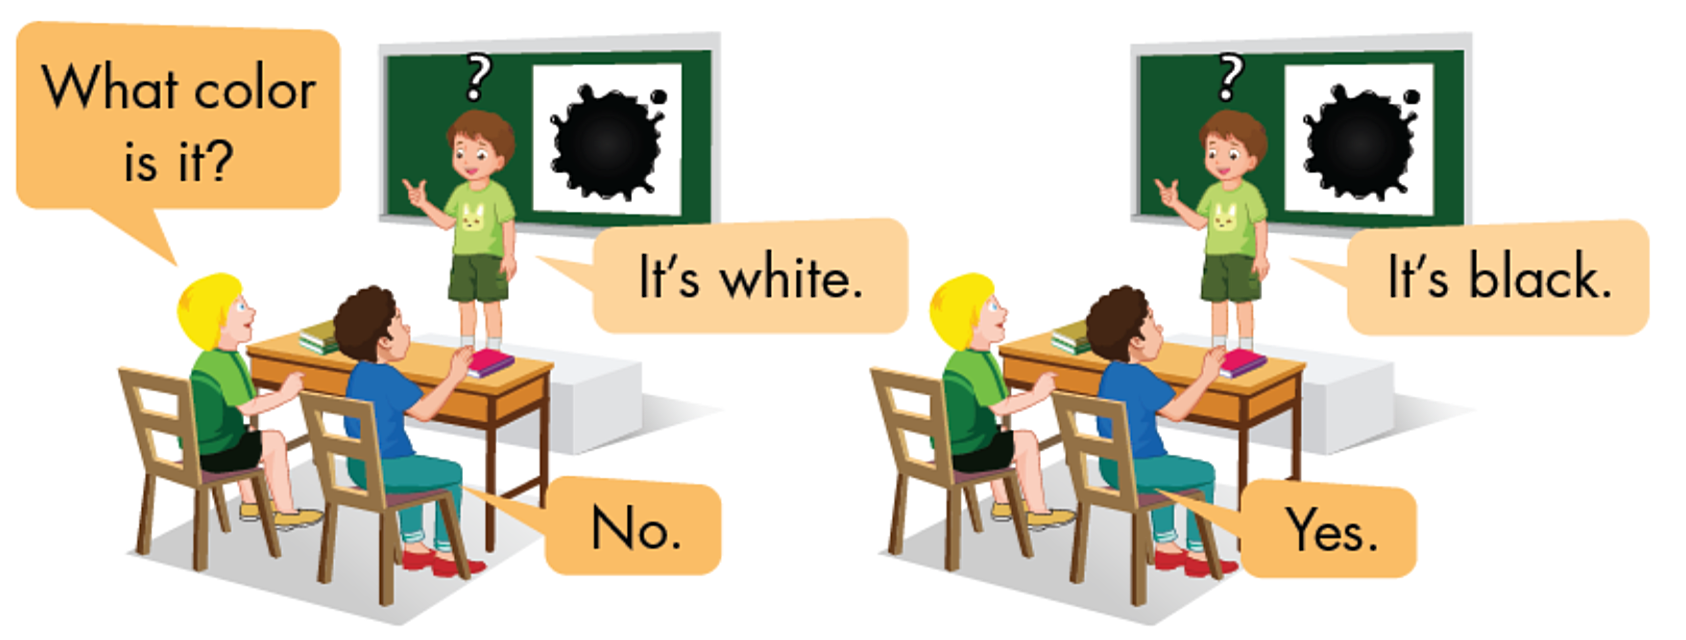 What color
is it?
?
It's white.
No.
?
It's black.
Yes.